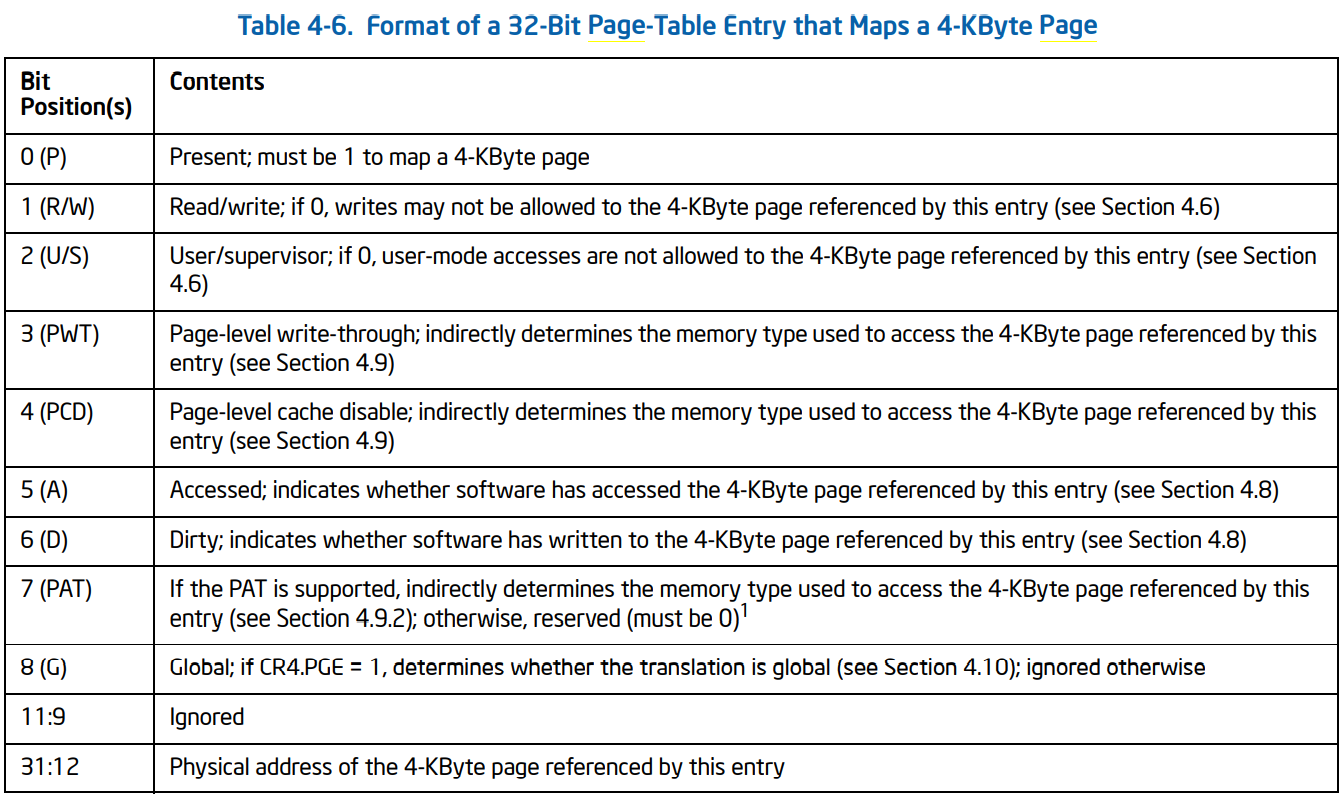 Table 4-6. Format of a 32-Bit Page-Table Entry that Maps a 4-KByte Page
Bit
Position(s)
Contents
0 (P)
Present; must be 1 to map a 4-KByte page
1 (R/W)
Read/write; if 0, writes may not be allowed to the 4-KByte page referenced by this entry (see Section 4.6)
2 (U/S)
User/supervisor; if 0, user-mode accesses are not allowed to the 4-KByte page referenced by this entry (see Section
4.6)
3 (PWT)
Page-level write-through; indirectly determines the memory type used to access the 4-KByte page referenced by this
entry (see Section 4.9)
4 (PCD)
Page-level cache disable; indirectly determines the memory type used to access the 4-KByte page referenced by this
entry (see Section 4.9)
5 (A)
Accessed; indicates whether software has accessed the 4-KByte page referenced by this entry (see Section 4.8)
6 (D)
Dirty; indicates whether software has written to the 4-KByte page referenced by this entry (see Section 4.8)
7 (PAT)
If the PAT is supported, indirectly determines the memory type used to access the 4-KByte page referenced by this
entry (see Section 4.9.2); otherwise, reserved (must be 0)1
8 (G)
Global; if CR4.PGE = 1, determines whether the translation is global (see Section 4.10); ignored otherwise
11:9
Ignored
31:12
Physical address of the 4-KByte page referenced by this entry